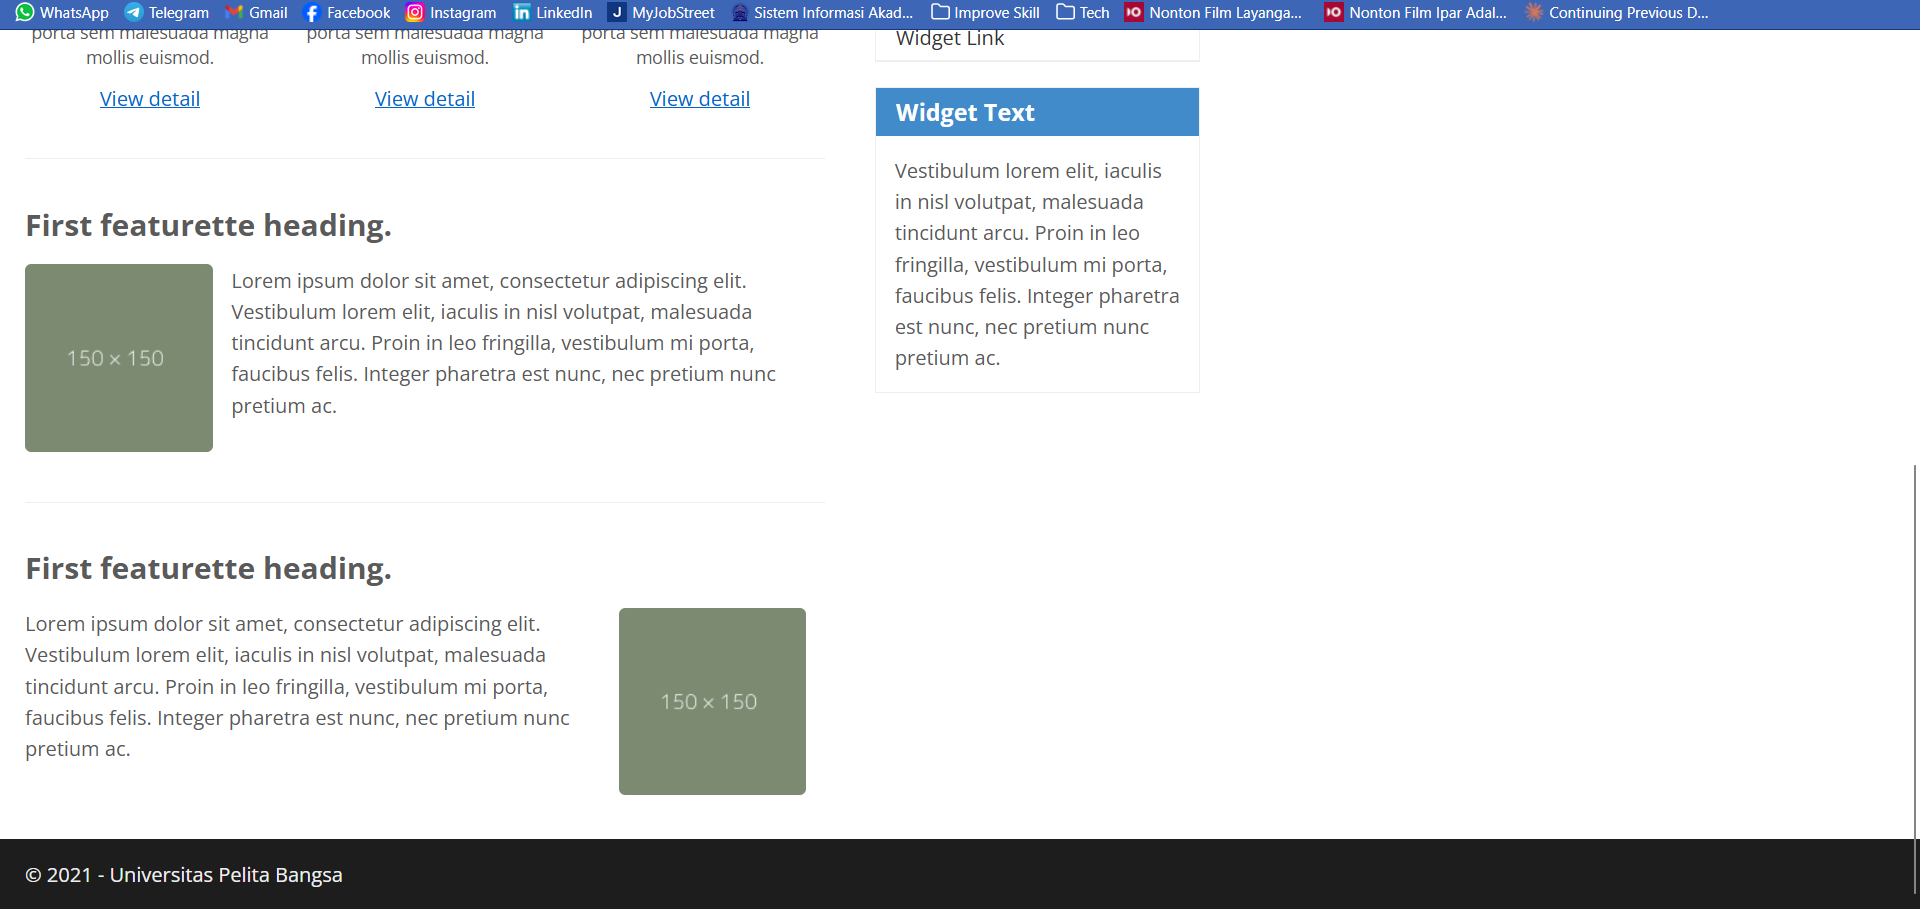 WhatsApp Telegram Gmail Facebook Instagram LinkedIn MyJobStreet Sistem Informasi Akad... Improve Skill Tech Nonton Film Layanga... Nonton Film Ipar Adal... Continuing Previous D...
porta sem malesuada magna
mollis euismod.
View detail
porta sem malesuada magna
mollis euismod.
View detail
porta sem malesuada magna
mollis euismod.
View detail
First featurette heading.
150 × 150
Lorem ipsum dolor sit amet, consectetur adipiscing elit.
Vestibulum lorem elit, iaculis in nisl volutpat, malesuada
tincidunt arcu. Proin in leo fringilla, vestibulum mi porta,
faucibus felis. Integer pharetra est nunc, nec pretium nunc
pretium ac.
First featurette heading.
Lorem ipsum dolor sit amet, consectetur adipiscing elit.
Vestibulum lorem elit, iaculis in nisl volutpat, malesuada
tincidunt arcu. Proin in leo fringilla, vestibulum mi porta,
faucibus felis. Integer pharetra est nunc, nec pretium nunc
pretium ac.
150 × 150
Widget Link
Widget Text
Vestibulum lorem elit, iaculis
in nisl volutpat, malesuada
tincidunt arcu. Proin in leo
fringilla, vestibulum mi porta,
faucibus felis. Integer pharetra
est nunc, nec pretium nunc
pretium ac.
© 2021 - Universitas Pelita Bangsa